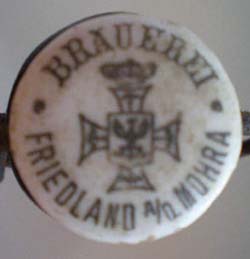 BRAUEREI
FRIEDLAND A/D. MOHRA